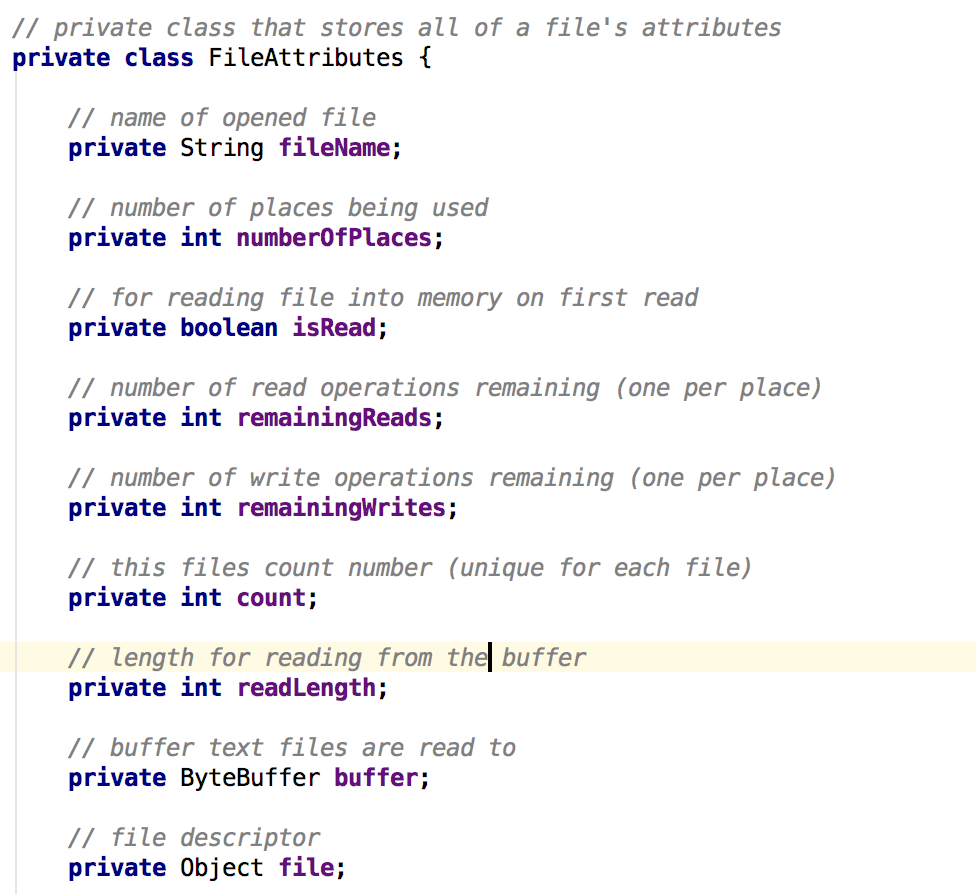 // private class that stores all of a file's attributes
private class FileAttributes {
// name of opened file
private String fileName;
// number of places being used
private int numberOfPlaces;
// for reading file into memory on first read
private boolean isRead;
// number of read operations remaining (one per place)
private int remainingReads;
// number of write operations remaining (one per place)
private int remainingWrites;
// this files count number (unique for each file)
private int count;
// length for reading from the buffer
private int readLength;
// buffer text files are read to
private ByteBuffer buffer;
// file descriptor
private Object file;